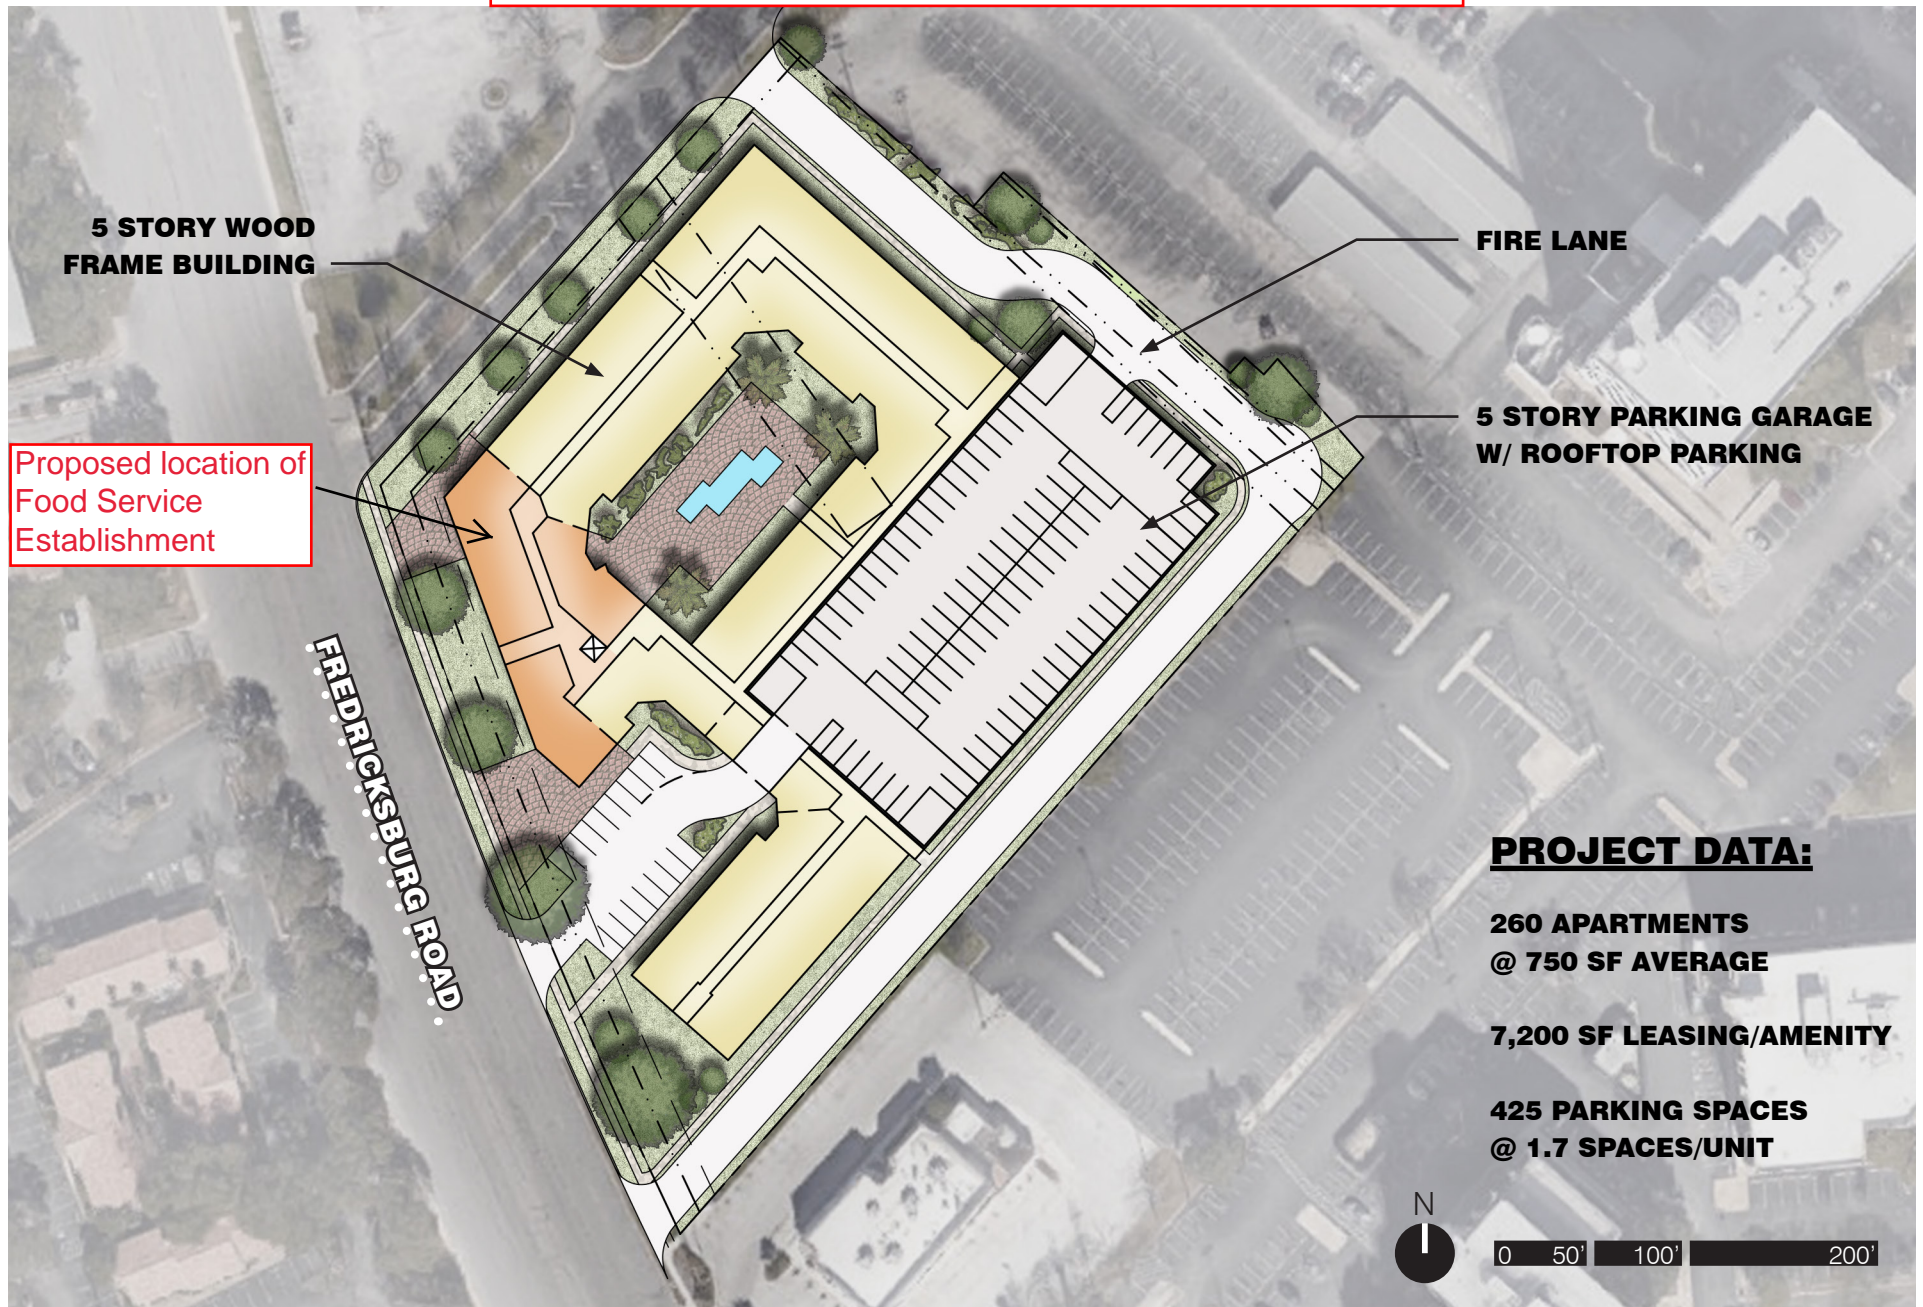 5 STORY WOOD
FRAME BUILDING
FIRE LANE
5 STORY PARKING GARAGE
W/ ROOFTOP PARKING
Proposed location of
Food Service
Establishment
FREDRICKSBURG ROAD
PROJECT DATA:
260 APARTMENTS
@ 750 SF AVERAGE
7,200 SF LEASING/AMENITY
425 PARKING SPACES
@ 1.7 SPACES/UNIT
N
0 50' 100' 200'